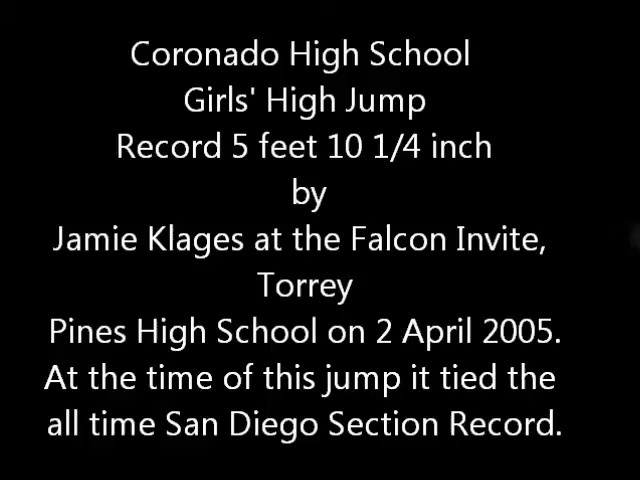 Coronado High School
Girls' High Jump
Record 5 feet 10 1/4 inch
by
Jamie Klages at the Falcon Invite,
Torrey
Pines High School on 2 April 2005.
At the time of this jump it tied the
all time San Diego Section Record.